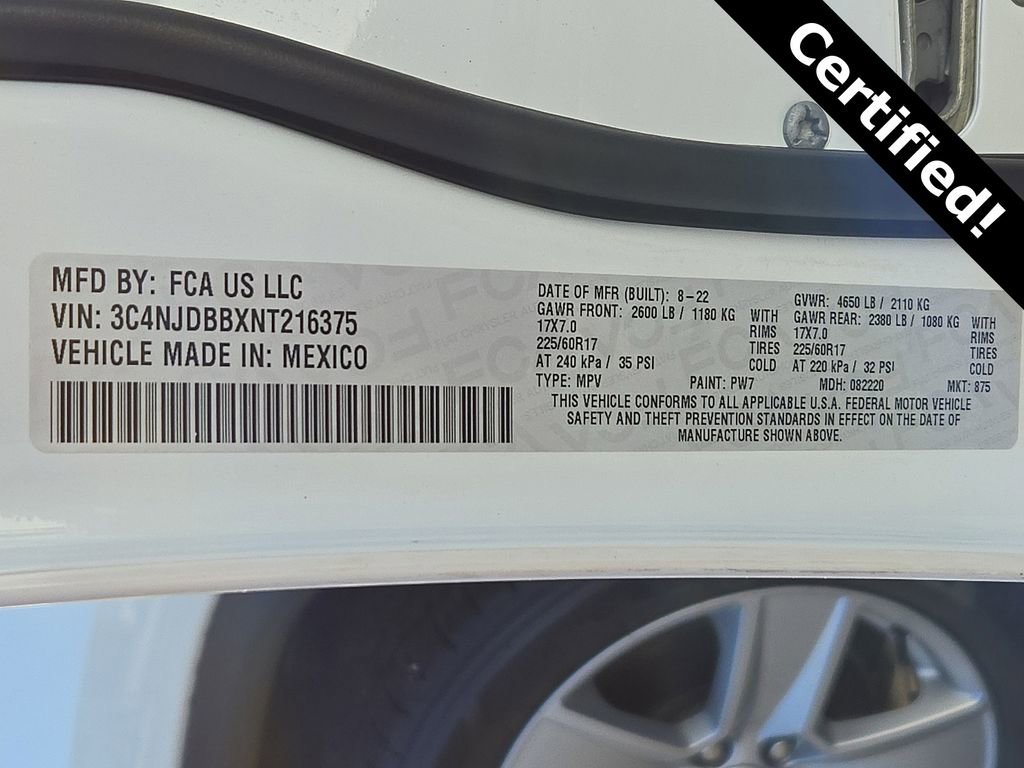 Certified!
MFD BY: FCA US LLC
VIN: 3C4NJDBBXNT216375
VEHICLE MADE IN: MEXICO
DATE OF MFR (BUILT): 8-22
GAWR FRONT: 2600 LB / 1180 KG WITH
17X7.0 RIMS
225/60R17 TIRES
AT 240 kPa / 35 PSI COLD
GVWR: 4650 LB / 2110 KG
GAWR REAR: 2380 LB / 1080 KG WITH
17X7.0 RIMS
225/60R17 TIRES
AT 220 kPa / 32 PSI COLD
TYPE: MPV PAINT: PW7 MDH: 082220 MKT: 875
THIS VEHICLE CONFORMS TO ALL APPLICABLE U.S.A. FEDERAL MOTOR VEHICLE
SAFETY AND THEFT PREVENTION STANDARDS IN EFFECT ON THE DATE OF
MANUFACTURE SHOWN ABOVE.